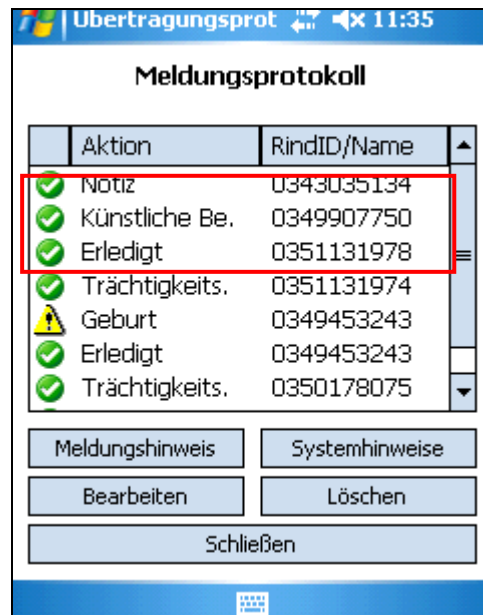 Übertragungsprot 11:35
Meldungsprotokoll
Aktion RindID/Name
Notiz 0343035134
Künstliche Be. 0349907750
Erledigt 0351131978
Trächtigkeits. 0351131974
Geburt 0349453243
Erledigt 0349453243
Trächtigkeits. 0350178075
Meldungshinweis Systemhinweise
Bearbeiten Löschen
Schließen